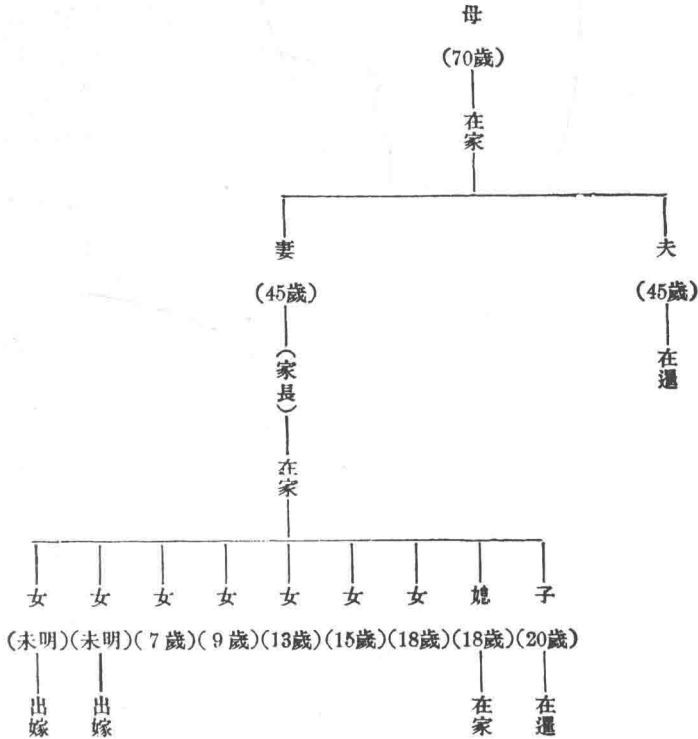 母
(70歲)
在家
妻 夫
(45歲) (45歲)
(家長) 在暹
在家
女 女 女 女 女 女 女 媳 子
(未明)(未明)(7歲)(9歲)(13歲)(15歲)(18歲)(18歲)(20歲)
出嫁 出嫁 在家 在暹